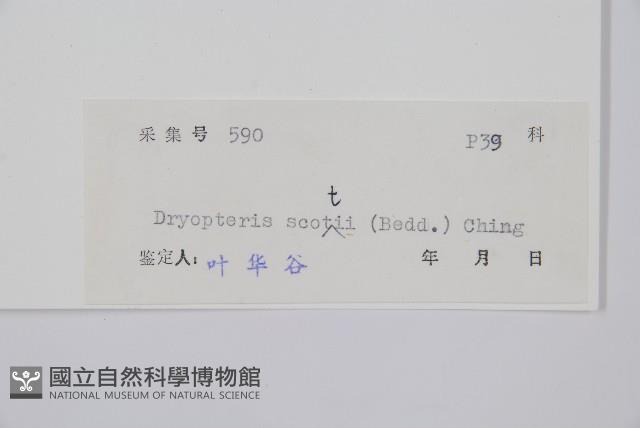 采集号 590 P39 科
t
Dryopteris scotii (Bedd.) Ching
鉴定人: 叶华谷 年 月 日
國立自然科學博物館
NATIONAL MUSEUM OF NATURAL SCIENCE